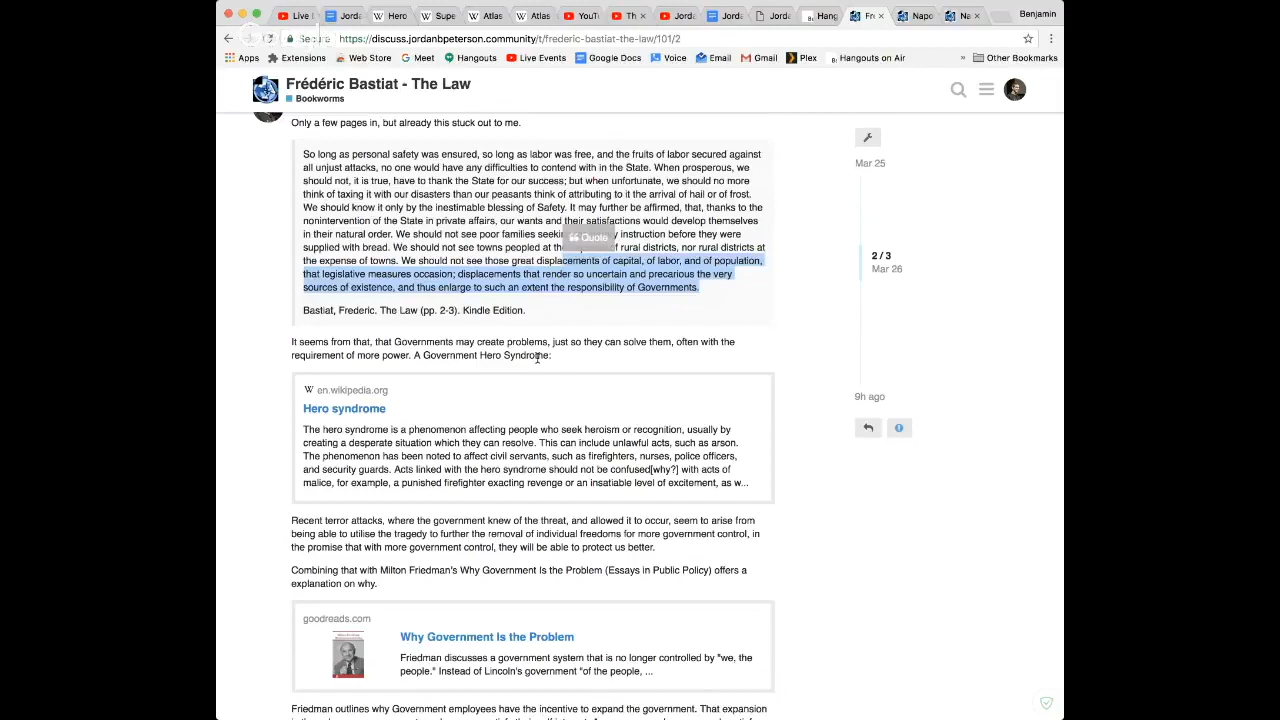 Live
Jorda
Hero
Supe
Atlas
Atlas
YouTu
Th
Jorda
Jorda
Jorda
Hang
Fre
Napo
Na
Benjamin
Secure https://discuss.jordanbpeterson.community/t/frederic-bastiat-the-law/101/2
Apps Extensions Web Store Meet Hangouts Live Events Google Docs Voice Email Gmail Plex Hangouts on Air » Other Bookmarks
Frédéric Bastiat - The Law
Bookworms
Only a few pages in, but already this stuck out to me.
So long as personal safety was ensured, so long as labor was free, and the fruits of labor secured against
all unjust attacks, no one would have any difficulties to contend with in the State. When prosperous, we
should not, it is true, have to thank the State for our success; but when unfortunate, we should no more
think of taxing it with our disasters than our peasants think of attributing to it the arrival of hail or of frost.
We should know it only by the inestimable blessing of Safety. It may further be affirmed, that, thanks to the
nonintervention of the State in private affairs, our wants and their satisfactions would develop themselves
in their natural order. We should not see poor families seeki y instruction before they were
Quote
supplied with bread. We should not see towns peopled at the of rural districts, nor rural districts at
the expense of towns. We should not see those great displacements of capital, of labor, and of population,
that legislative measures occasion; displacements that render so uncertain and precarious the very
sources of existence, and thus enlarge to such an extent the responsibility of Governments.
Bastiat, Frederic. The Law (pp. 2-3). Kindle Edition.
It seems from that, that Governments may create problems, just so they can solve them, often with the
requirement of more power. A Government Hero Syndrome:
W en.wikipedia.org
Hero syndrome
The hero syndrome is a phenomenon affecting people who seek heroism or recognition, usually by
creating a desperate situation which they can resolve. This can include unlawful acts, such as arson.
The phenomenon has been noted to affect civil servants, such as firefighters, nurses, police officers,
and security guards. Acts linked with the hero syndrome should not be confused[why?] with acts of
malice, for example, a punished firefighter exacting revenge or an insatiable level of excitement, as w...
Recent terror attacks, where the government knew of the threat, and allowed it to occur, seem to arise from
being able to utilise the tragedy to further the removal of individual freedoms for more government control, in
the promise that with more government control, they will be able to protect us better.
Combining that with Milton Friedman's Why Government Is the Problem (Essays in Public Policy) offers a
explanation on why.
goodreads.com
Why Government Is the Problem
Friedman discusses a government system that is no longer controlled by "we, the
people." Instead of Lincoln's government "of the people, ...
Friedman outlines why Government employees have the incentive to expand the government. That expansion
Mar 25
2 / 3
Mar 26
9h ago